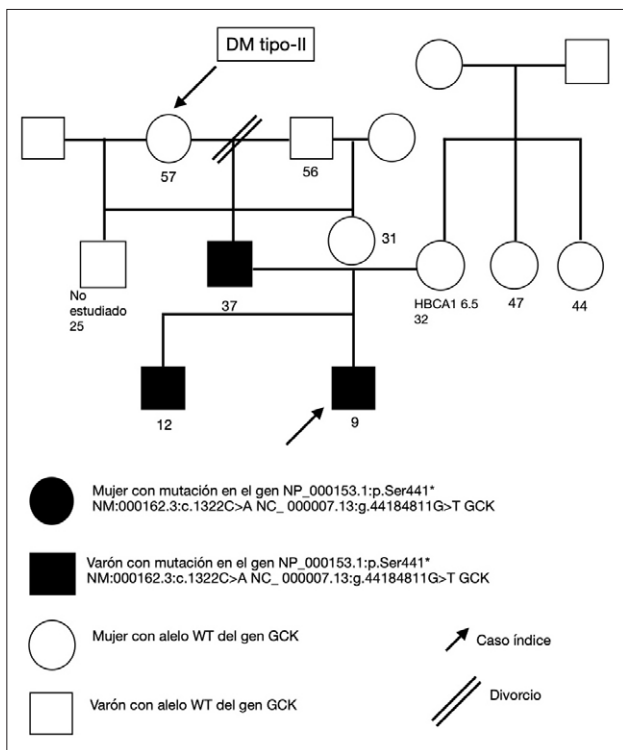 DM tipo-II
57
56
31
No
estudiado
25
37
HBCA1 6.5
32
47
44
12
9
Mujer con mutación en el gen NP_000153.1:p.Ser441*
NM:000162.3:c.1322C>A NC_ 000007.13:g.44184811G>T GCK
Varón con mutación en el gen NP_000153.1:p.Ser441*
NM:000162.3:c.1322C>A NC_ 000007.13:g.44184811G>T GCK
Mujer con alelo WT del gen GCK
Caso índice
Varón con alelo WT del gen GCK
Divorcio